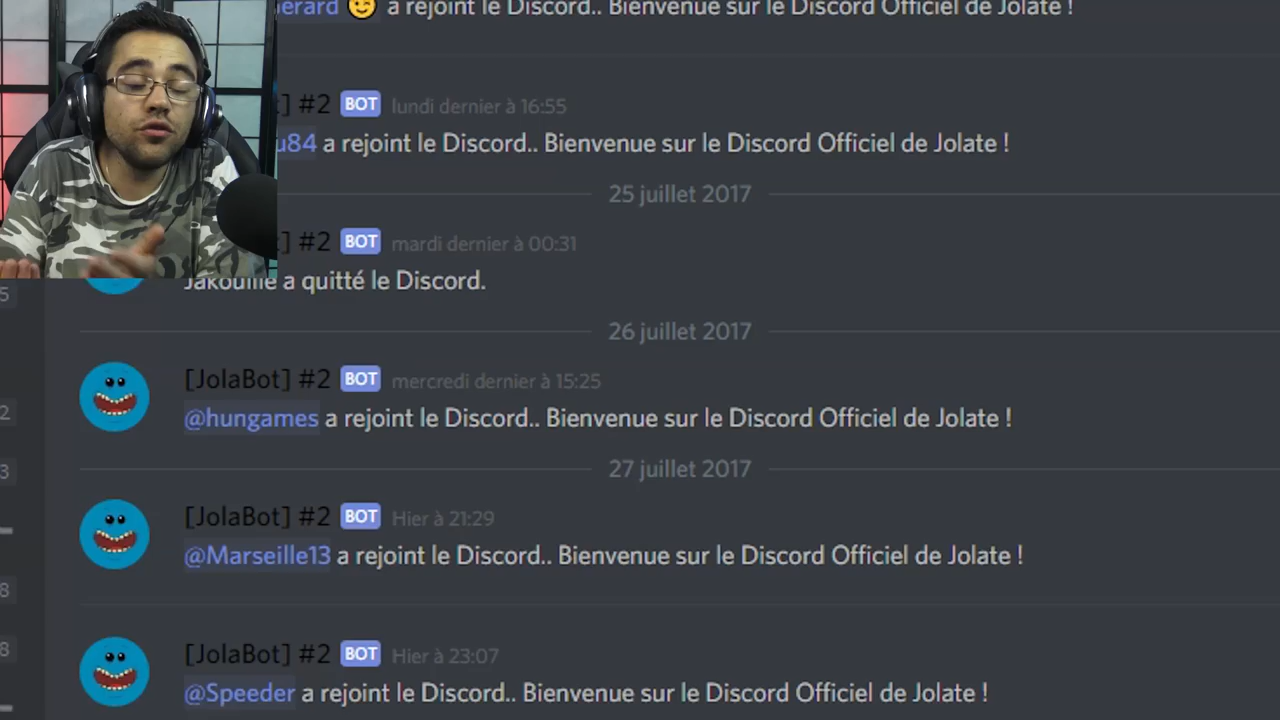 a rejoint le Discord.. Bienvenue sur le Discord Officiel de Jolate !
] #2 BOT lundi dernier à 16:55
u84 a rejoint le Discord.. Bienvenue sur le Discord Officiel de Jolate !
25 juillet 2017
] #2 BOT mardi dernier à 00:31
a quitté le Discord.
26 juillet 2017
[JolaBot] #2 BOT mercredi dernier à 15:25
@hungames a rejoint le Discord.. Bienvenue sur le Discord Officiel de Jolate !
27 juillet 2017
[JolaBot] #2 BOT Hier à 21:29
@Marseille13 a rejoint le Discord.. Bienvenue sur le Discord Officiel de Jolate !
[JolaBot] #2 BOT Hier à 23:07
@Speeder a rejoint le Discord.. Bienvenue sur le Discord Officiel de Jolate !
5
2
3
8
8